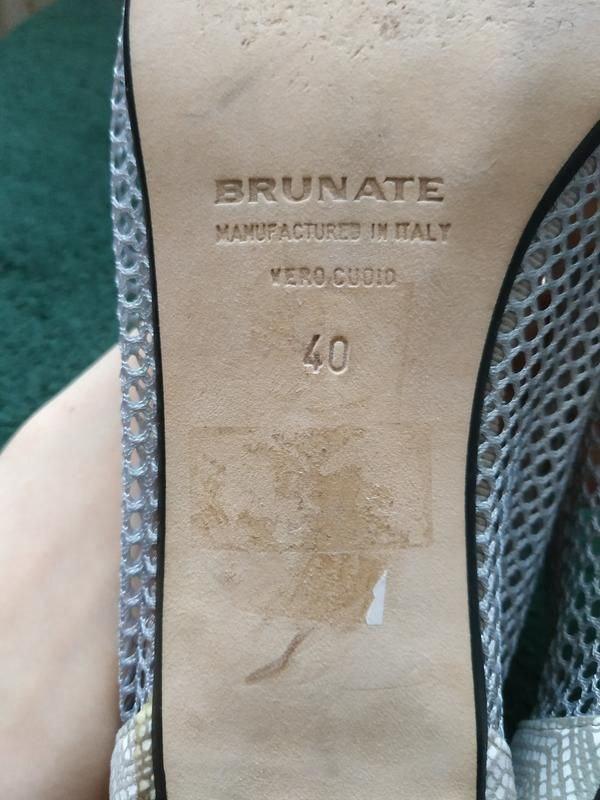 BRUNATE
MANUFACTURED IN ITALY
VERO CUOIO
40